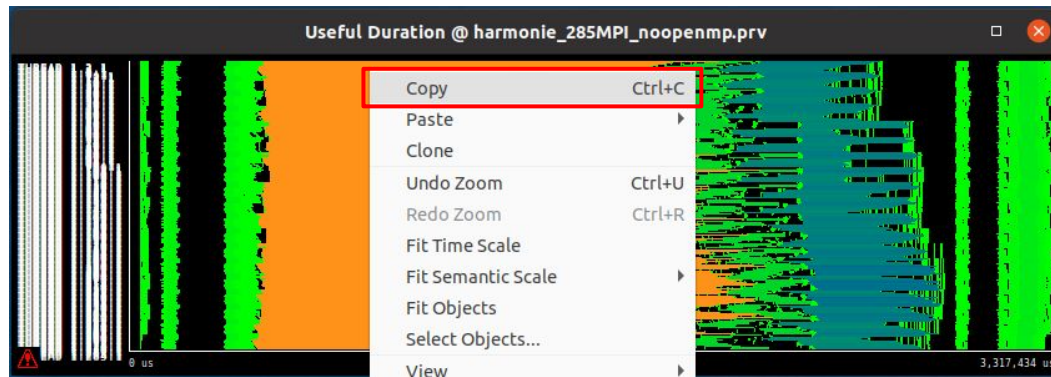 Useful Duration @ harmonie_285MPI_noopenmp.prv
Copy Ctrl+C
Paste
Clone
Undo Zoom Ctrl+U
Redo Zoom Ctrl+R
Fit Time Scale
Fit Semantic Scale
Fit Objects
Select Objects...
View
0 us 3,317,434 us